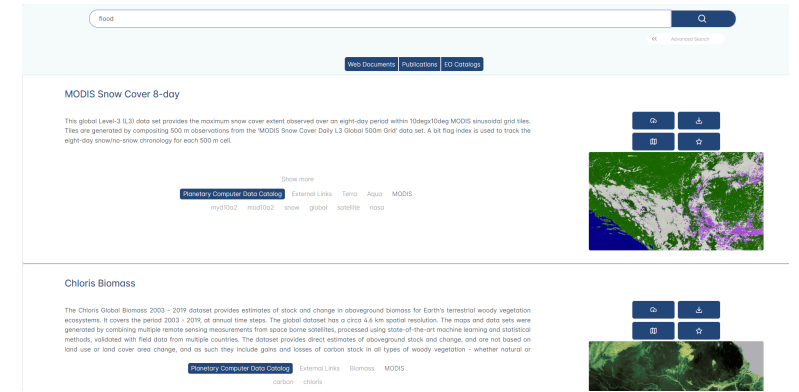 flood
Advanced Search
Web Documents Publications EO Catalogs
MODIS Snow Cover 8-day
This global Level-3 (L3) data set provides the maximum snow cover extent observed over an eight-day period within 10degx10deg MODIS sinusoidal grid tiles.
Tiles are generated by compositing 500 m observations from the 'MODIS Snow Cover Daily L3 Global 500m Grid' data set. A bit flag index is used to track the
eight-day snow/no-snow chronology for each 500 m cell.
Show more
Planetary Computer Data Catalog External Links Terra Aqua MODIS
myd10a2 mod10a2 snow global satellite nasa
Chloris Biomass
The Chloris Global Biomass 2003 - 2019 dataset provides estimates of stock and change in aboveground biomass for Earth's terrestrial woody vegetation
ecosystems. It covers the period 2003 - 2019, at annual time steps. The global dataset has a circa 4.6 km spatial resolution. The maps and data sets were
generated by combining multiple remote sensing measurements from space borne satellites, processed using state-of-the-art machine learning and statistical
methods, validated with field data from multiple countries. The dataset provides direct estimates of aboveground stock and change, and are not based on
land use or land cover area change, and as such they include gains and losses of carbon stock in all types of woody vegetation - whether natural or
Planetary Computer Data Catalog External Links Biomass MODIS
carbon chloris